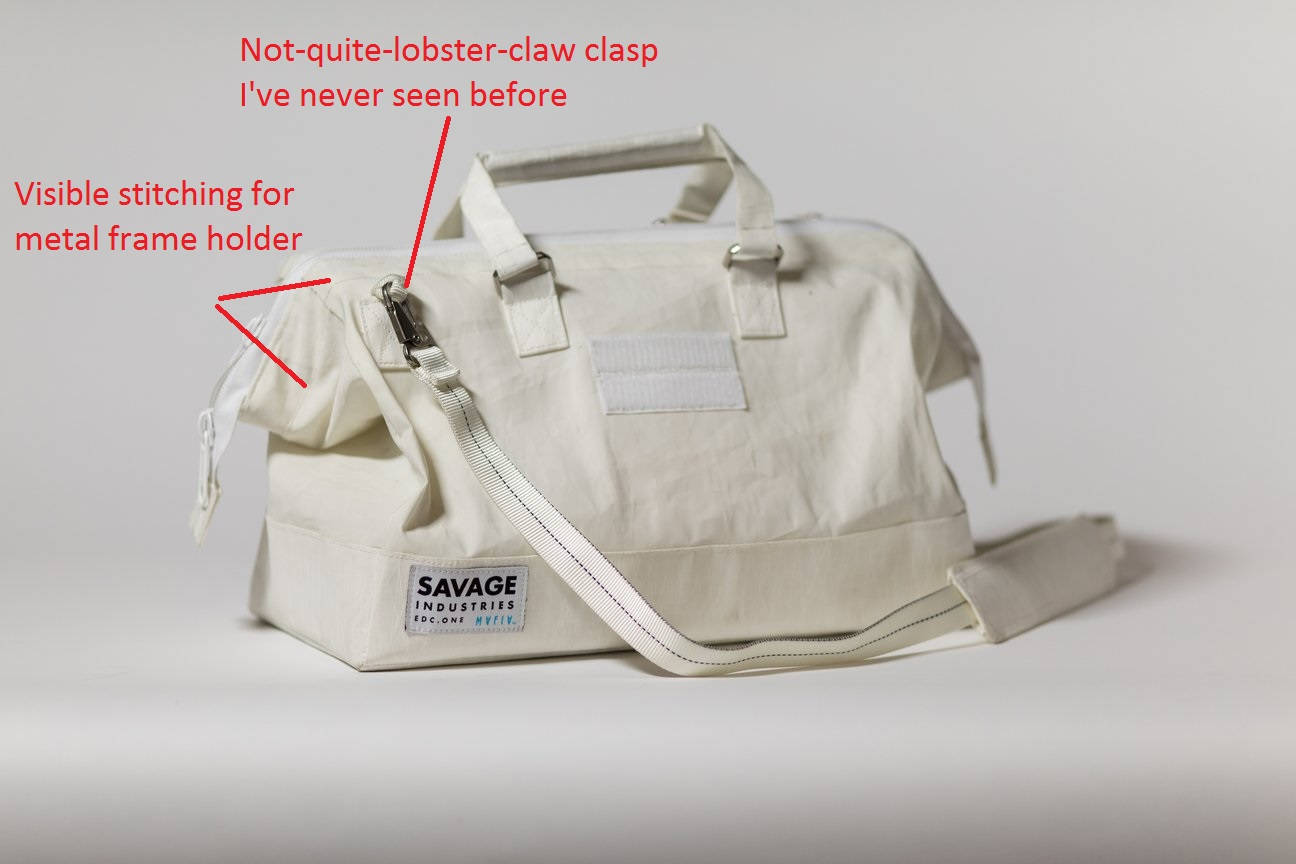 Not-quite-lobster-claw clasp
I've never seen before
Visible stitching for
metal frame holder
SAVAGE
INDUSTRIES
EDC.ONE MAFIA